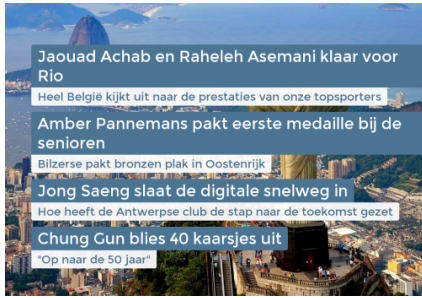 Jaouad Achab en Raheleh Asemani klaar voor
Rio
Heel België kijkt uit naar de prestaties van onze topsporters
Amber Pannemans pakt eerste medaille bij de
senioren
Bilzerse pakt bronzen plak in Oostenrijk
Jong Saeng slaat de digitale snelweg in
Hoe heeft de Antwerpse club de stap naar de toekomst gezet
Chung Gun blies 40 kaarsjes uit
"Op naar de 50 jaar"